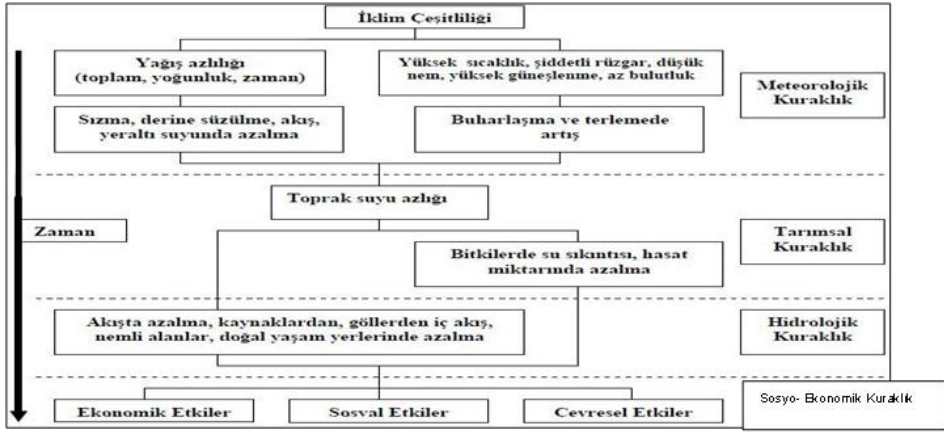 İklim Çeşitliliği
Yağış azlılığı
(toplam, yoğunluk, zaman)
Yüksek sıcaklık, şiddetli rüzgar, düşük
nem, yüksek güneşlenme, az bulutluk
Meteorolojik
Kuraklık
Sızma, derine süzülme, akış,
yeraltı suyunda azalma
Buharlaşma ve terlemede
artış
Toprak suyu azlığı
Zaman
Tarımsal
Kuraklık
Bitkilerde su sıkıntısı, hasat
miktarında azalma
Akışta azalma, kaynaklardan, göllerden iç akış,
nemli alanlar, doğal yaşam yerlerinde azalma
Hidrolojik
Kuraklık
Ekonomik Etkiler
Sosval Etkiler
Cevresel Etkiler
Sosyo- Ekonomik Kuraklık